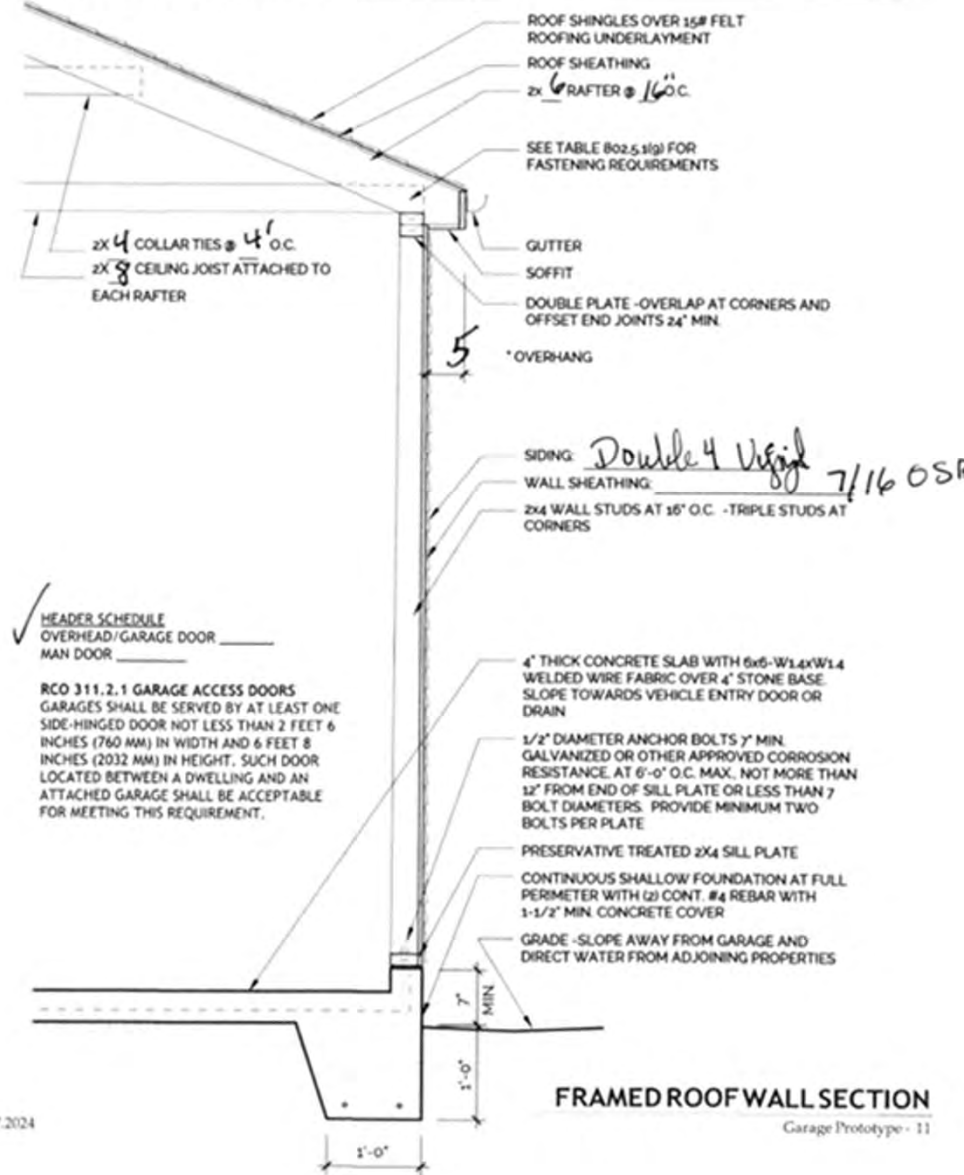 ROOF SHINGLES OVER 15# FELT
ROOFING UNDERLAYMENT
ROOF SHEATHING
2x 6 RAFTER @ 16" O.C.
SEE TABLE 802.5.1(9) FOR
FASTENING REQUIREMENTS
2X 4 COLLAR TIES @ 4' O.C.
2X 8 CEILING JOIST ATTACHED TO
EACH RAFTER
GUTTER
SOFFIT
DOUBLE PLATE -OVERLAP AT CORNERS AND
OFFSET END JOINTS 24" MIN.
5 " OVERHANG
SIDING: Double 4
WALL SHEATHING: 7/16 OSB
2x4 WALL STUDS AT 16" O.C. -TRIPLE STUDS AT
CORNERS
HEADER SCHEDULE
OVERHEAD/GARAGE DOOR ______
MAN DOOR ________
RCO 311.2.1 GARAGE ACCESS DOORS
GARAGES SHALL BE SERVED BY AT LEAST ONE
SIDE-HINGED DOOR NOT LESS THAN 2 FEET 6
INCHES (760 MM) IN WIDTH AND 6 FEET 8
INCHES (2032 MM) IN HEIGHT. SUCH DOOR
LOCATED BETWEEN A DWELLING AND AN
ATTACHED GARAGE SHALL BE ACCEPTABLE
FOR MEETING THIS REQUIREMENT.
4" THICK CONCRETE SLAB WITH 6x6-W1.4xW1.4
WELDED WIRE FABRIC OVER 4" STONE BASE.
SLOPE TOWARDS VEHICLE ENTRY DOOR OR
DRAIN
1/2" DIAMETER ANCHOR BOLTS 7" MIN.
GALVANIZED OR OTHER APPROVED CORROSION
RESISTANCE, AT 6'-0" O.C. MAX., NOT MORE THAN
12" FROM END OF SILL PLATE OR LESS THAN 7
BOLT DIAMETERS. PROVIDE MINIMUM TWO
BOLTS PER PLATE
PRESERVATIVE TREATED 2X4 SILL PLATE
CONTINUOUS SHALLOW FOUNDATION AT FULL
PERIMETER WITH (2) CONT. #4 REBAR WITH
1-1/2" MIN. CONCRETE COVER
GRADE -SLOPE AWAY FROM GARAGE AND
DIRECT WATER FROM ADJOINING PROPERTIES
7"
MIN.
1'-0"
1'-0"
FRAMED ROOF WALL SECTION
Garage Prototype - 11
.2024